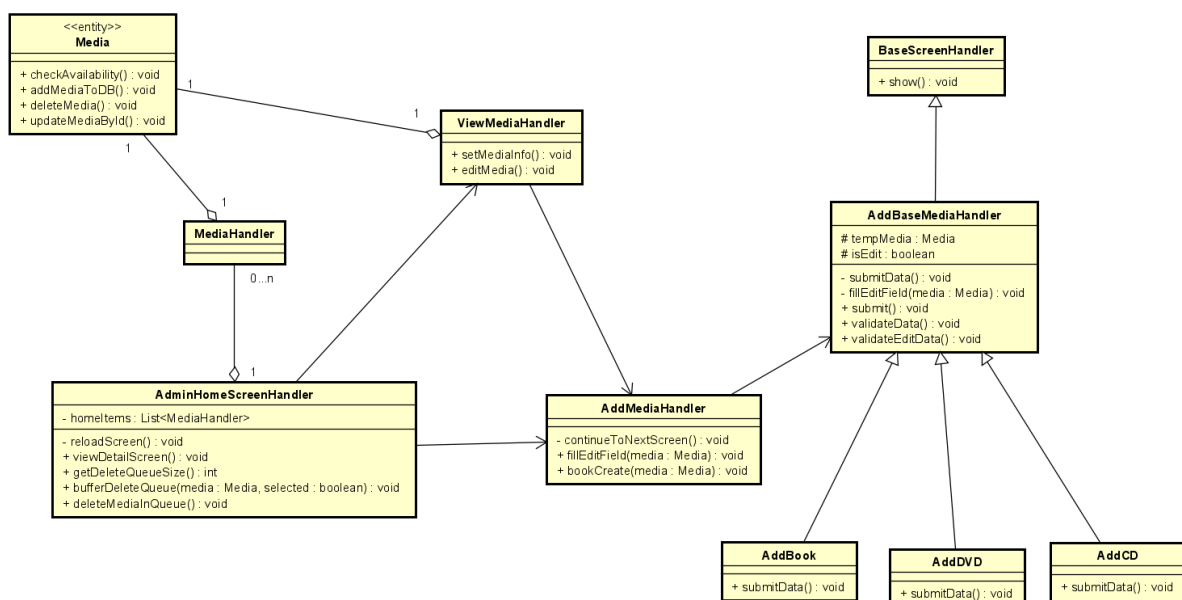 <<entity>>
Media
+ checkAvailability() : void
+ addMediaToDB() : void
+ deleteMedia() : void
+ updateMediaById() : void
1
1
1
1
ViewMediaHandler
+ setMediaInfo() : void
+ editMedia() : void
MediaHandler
0...n
1
AdminHomeScreenHandler
- homeItems : List<MediaHandler>
- reloadScreen() : void
+ viewDetailScreen() : void
+ getDeleteQueueSize() : int
+ bufferDeleteQueue(media : Media, selected : boolean) : void
+ deleteMediaInQueue() : void
AddMediaHandler
- continueToNextScreen() : void
+ fillEditField(media : Media) : void
+ bookCreate(media : Media) : void
BaseScreenHandler
+ show() : void
AddBaseMediaHandler
# tempMedia : Media
# isEdit : boolean
- submitData() : void
- fillEditField(media : Media) : void
+ submit() : void
+ validateData() : void
+ validateEditData() : void
AddBook
+ submitData() : void
AddDVD
+ submitData() : void
AddCD
+ submitData() : void